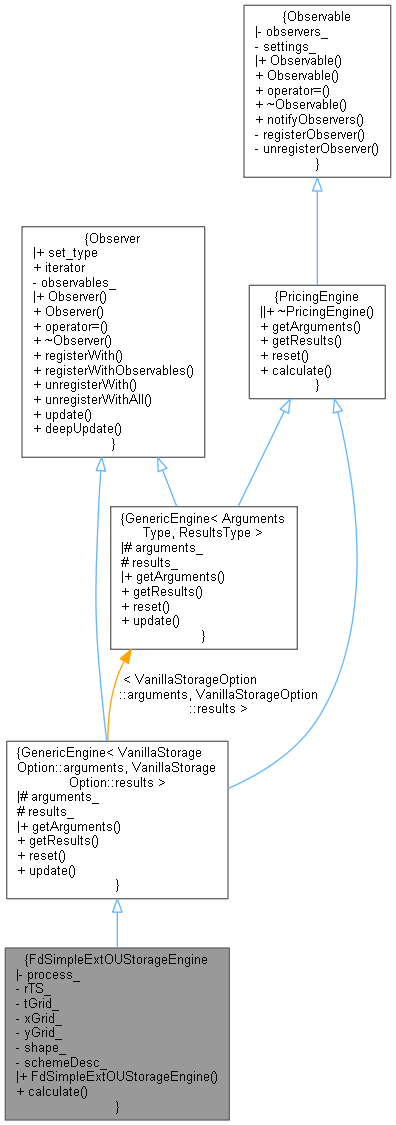 {Observable
|- observers_
- settings_
|+ Observable()
+ Observable()
+ operator=()
+ ~Observable()
+ notifyObservers()
- registerObserver()
- unregisterObserver()
}
{Observer
|+ set_type
+ iterator
- observables_
|+ Observer()
+ Observer()
+ operator=()
+ ~Observer()
+ registerWith()
+ registerWithObservables()
+ unregisterWith()
+ unregisterWithAll()
+ update()
+ deepUpdate()
}
{PricingEngine
||+ ~PricingEngine()
+ getArguments()
+ getResults()
+ reset()
+ calculate()
}
{GenericEngine< Arguments
Type, ResultsType >
|# arguments_
# results_
|+ getArguments()
+ getResults()
+ reset()
+ update()
}
< VanillaStorageOption
::arguments, VanillaStorageOption
::results >
{GenericEngine< VanillaStorage
Option::arguments, VanillaStorage
Option::results >
|# arguments_
# results_
|+ getArguments()
+ getResults()
+ reset()
+ update()
}
{FdSimpleExtOUStorageEngine
|- process_
- rTS_
- tGrid_
- xGrid_
- yGrid_
- shape_
- schemeDesc_
|+ FdSimpleExtOUStorageEngine()
+ calculate()
}